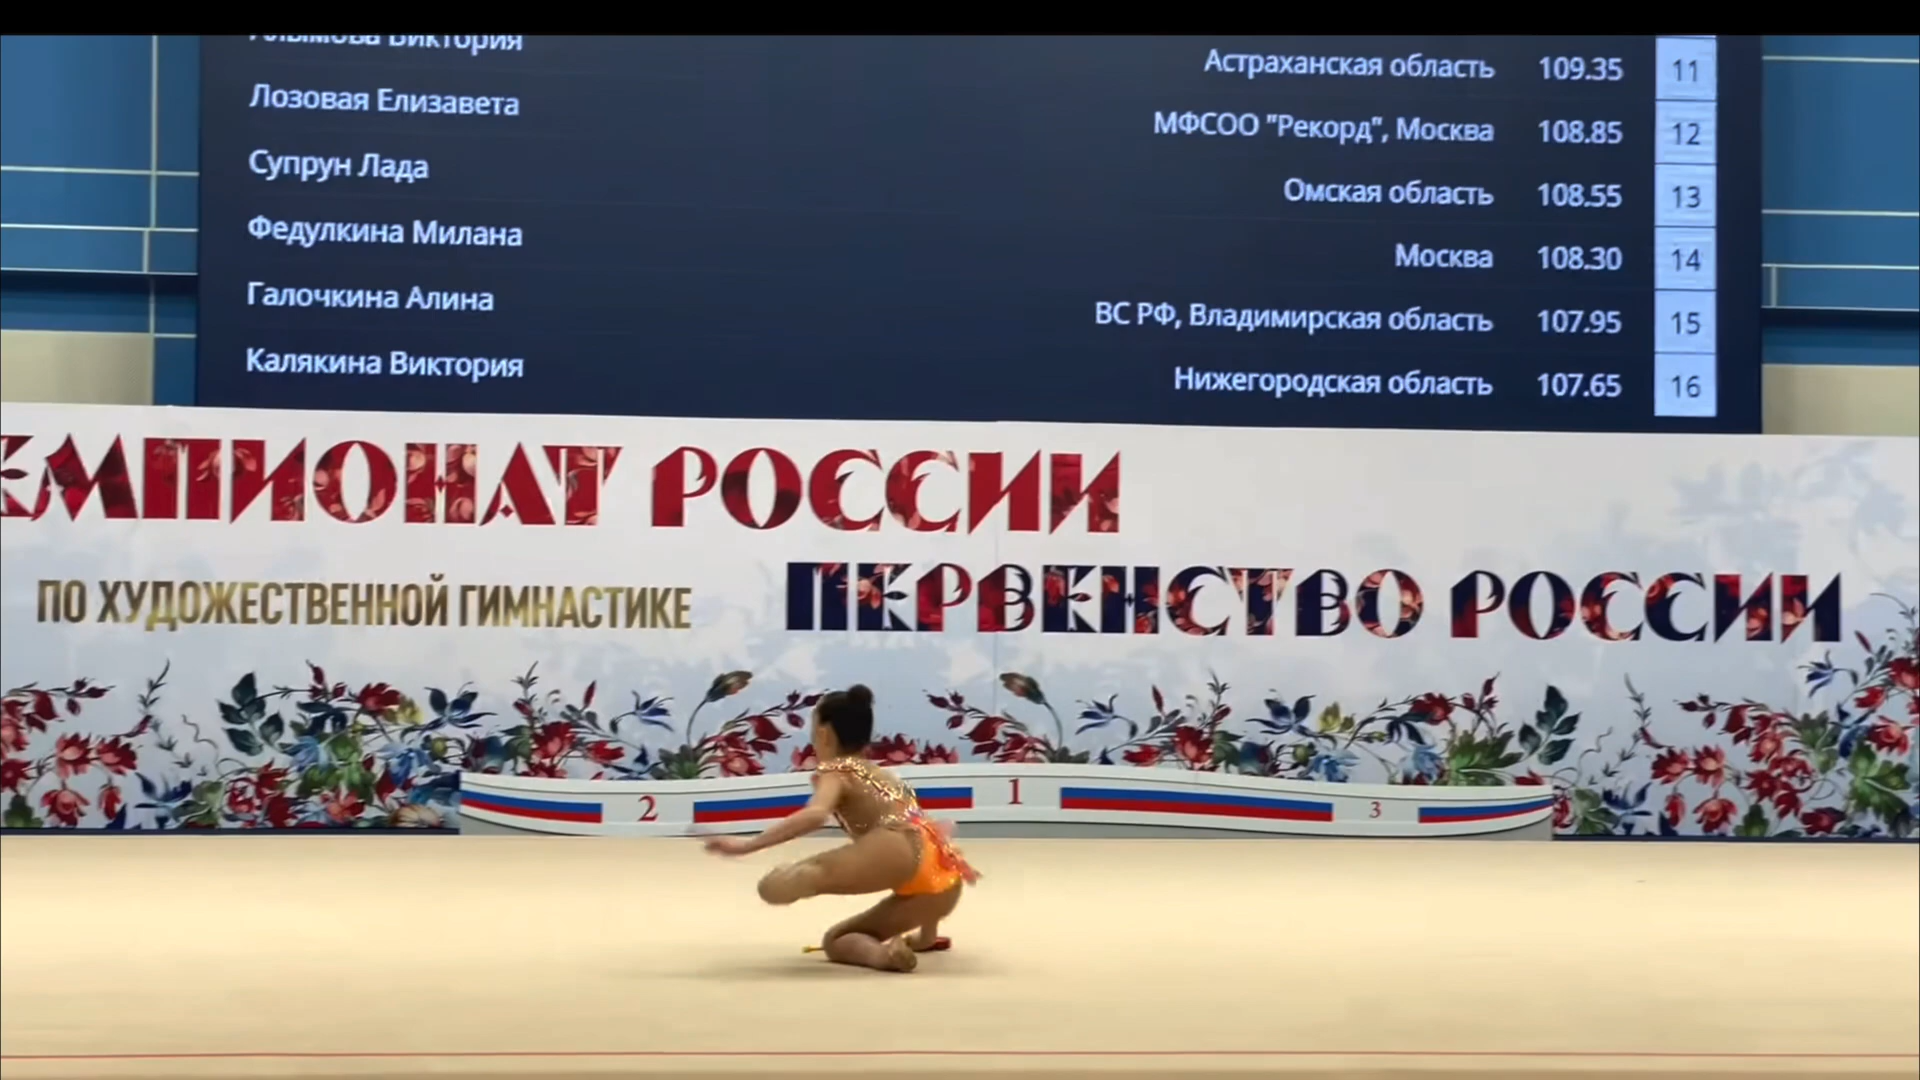 Виктория
Астраханская область 109.35 11
Лозовая Елизавета
МФСОО "Рекорд", Москва 108.85 12
Супрун Лада
Омская область 108.55 13
Федулкина Милана
Москва 108.30 14
Галочкина Алина
ВС РФ, Владимирская область 107.95 15
Калякина Виктория
Нижегородская область 107.65 16
ЕМПИОНАТ РОССИИ
ПО ХУДОЖЕСТВЕННОЙ ГИМНАСТИКЕ
ПЕРВЕНСТВО РОССИИ
2 1 3